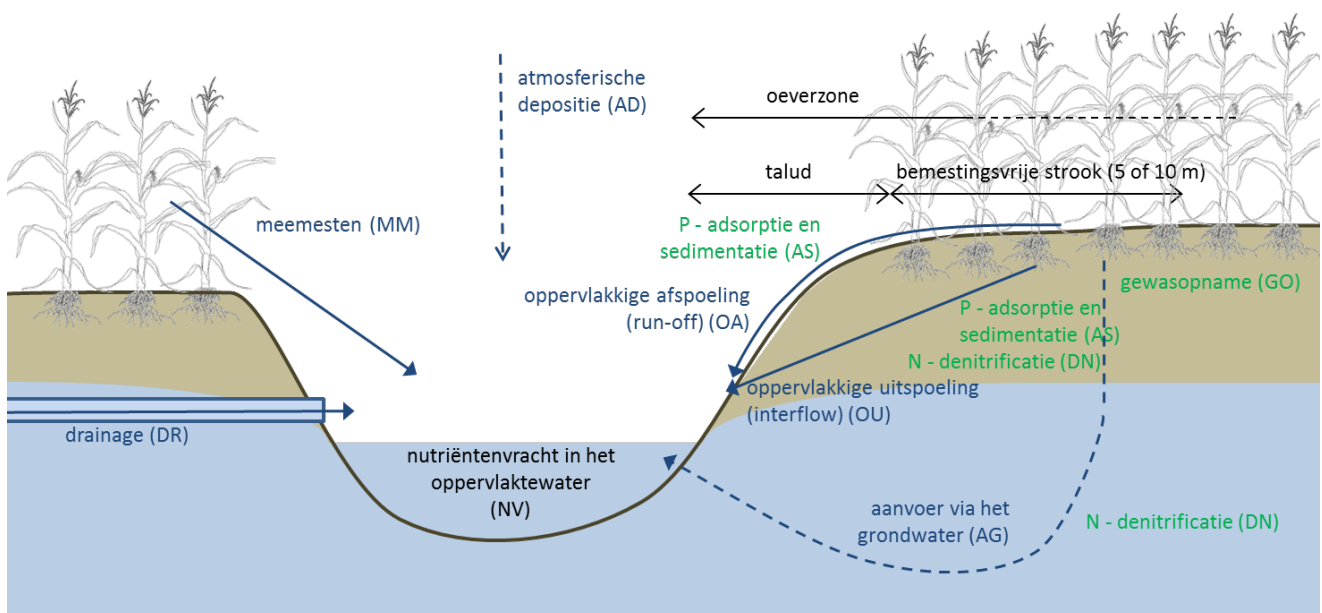 atmosferische
depositie (AD)
oeverzone
talud
bemestingsvrije strook (5 of 10 m)
meemesten (MM)
P - adsorptie en
sedimentatie (AS)
oppervlakkige afspoeling
(run-off) (OA)
gewasopname (GO)
P - adsorptie en
sedimentatie (AS)
N - denitrificatie (DN)
oppervlakkige uitspoeling
(interflow) (OU)
drainage (DR)
nutriëntenvracht in het
oppervlaktewater
(NV)
aanvoer via het
grondwater (AG)
N - denitrificatie (DN)